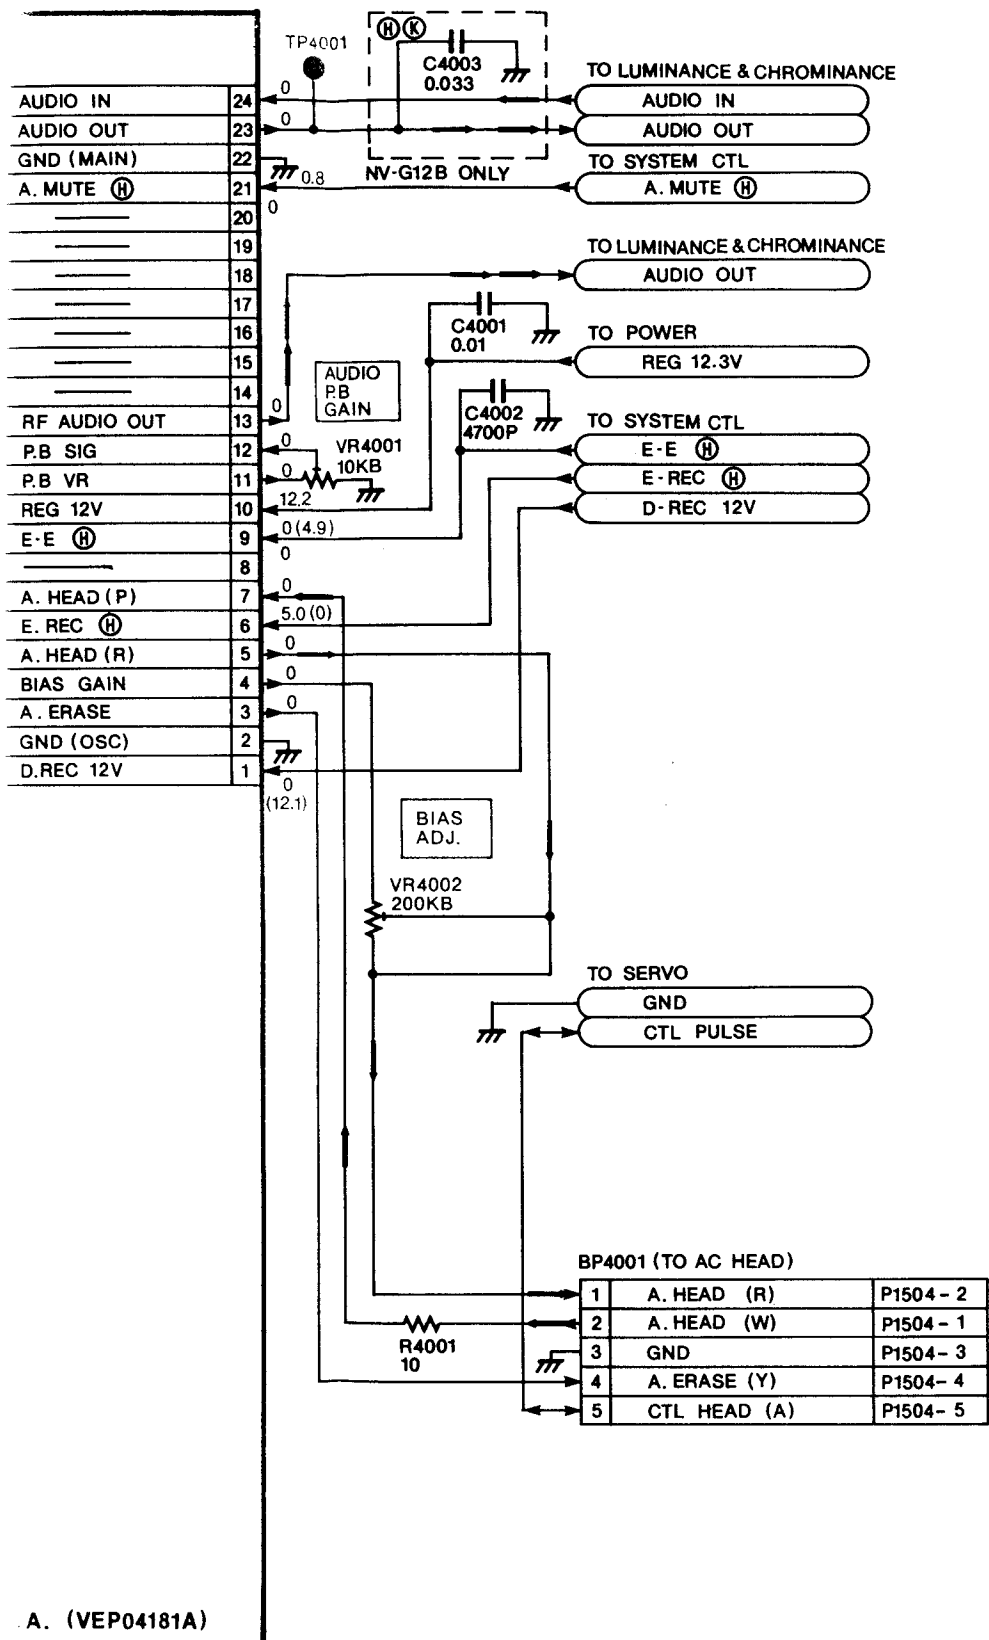 TP4001
Ⓗ Ⓚ
C4003
0.033
NV-G12B ONLY
AUDIO IN 24 0
AUDIO OUT 23 0
GND (MAIN) 22
A. MUTE Ⓗ 21 0.8
20 0
19
18
17
16
15
14
RF AUDIO OUT 13 0
P.B SIG 12 0
P.B VR 11 0
REG 12V 10 12.2
E-E Ⓗ 9 0(4.9)
8 0
A. HEAD (P) 7 0
E. REC Ⓗ 6 5.0(0)
A. HEAD (R) 5 0
BIAS GAIN 4 0
A. ERASE 3 0
GND (OSC) 2
D.REC 12V 1 0
(12.1)
TO LUMINANCE & CHROMINANCE
AUDIO IN
AUDIO OUT
TO SYSTEM CTL
A. MUTE Ⓗ
TO LUMINANCE & CHROMINANCE
AUDIO OUT
C4001
0.01
TO POWER
REG 12.3V
AUDIO
P.B
GAIN
C4002
4700P
VR4001
10KB
TO SYSTEM CTL
E-E Ⓗ
E-REC Ⓗ
D-REC 12V
BIAS
ADJ.
VR4002
200KB
TO SERVO
GND
CTL PULSE
BP4001 (TO AC HEAD)
1 A. HEAD (R) P1504-2
2 A. HEAD (W) P1504-1
3 GND P1504-3
4 A. ERASE (Y) P1504-4
5 CTL HEAD (A) P1504-5
R4001
10
A. (VEP04181A)